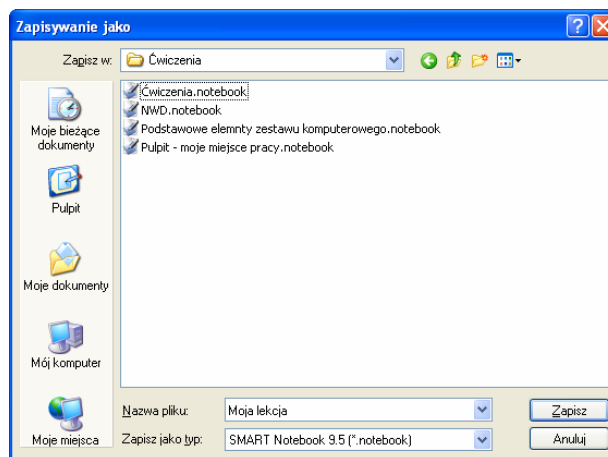 Zapisywanie jako
Zapisz w: Ćwiczenia
Ćwiczenia.notebook
NWD.notebook
Podstawowe elemnty zestawu komputerowego.notebook
Pulpit - moje miejsce pracy.notebook
Moje bieżące
dokumenty
Pulpit
Moje dokumenty
Mój komputer
Moje miejsca
Nazwa pliku: Moja lekcja Zapisz
Zapisz jako typ: SMART Notebook 9.5 (*.notebook) Anuluj